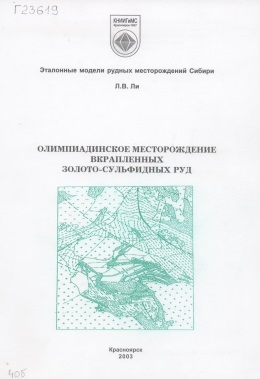 Г23619
КНИИГиМС
Эталонные модели рудных месторождений Сибири
Л.В. Ли
ОЛИМПИАДИНСКОЕ МЕСТОРОЖДЕНИЕ
ВКРАПЛЕННЫХ
ЗОЛОТО-СУЛЬФИДНЫХ РУД
Красноярск
2003
405